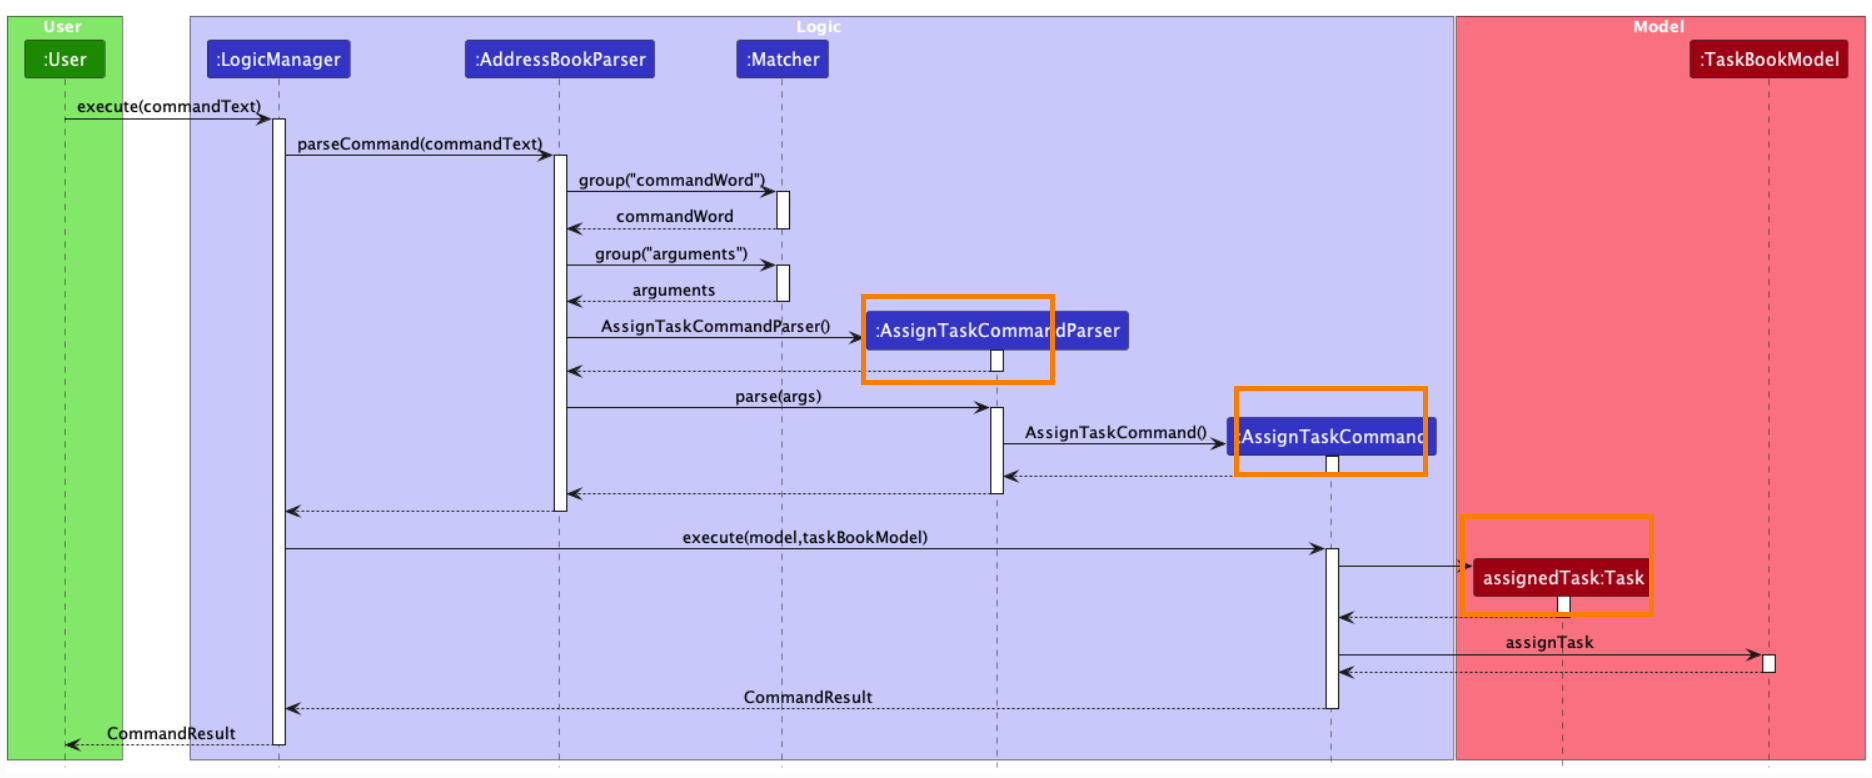 User
Logic
Model
:User
:LogicManager
:AddressBookParser
:Matcher
:TaskBookModel
execute(commandText)
parseCommand(commandText)
group("commandWord")
commandWord
group("arguments")
arguments
AssignTaskCommandParser()
:AssignTaskCommandParser
parse(args)
AssignTaskCommand()
:AssignTaskCommand
execute(model,taskBookModel)
assignedTask:Task
assignTask
CommandResult
CommandResult